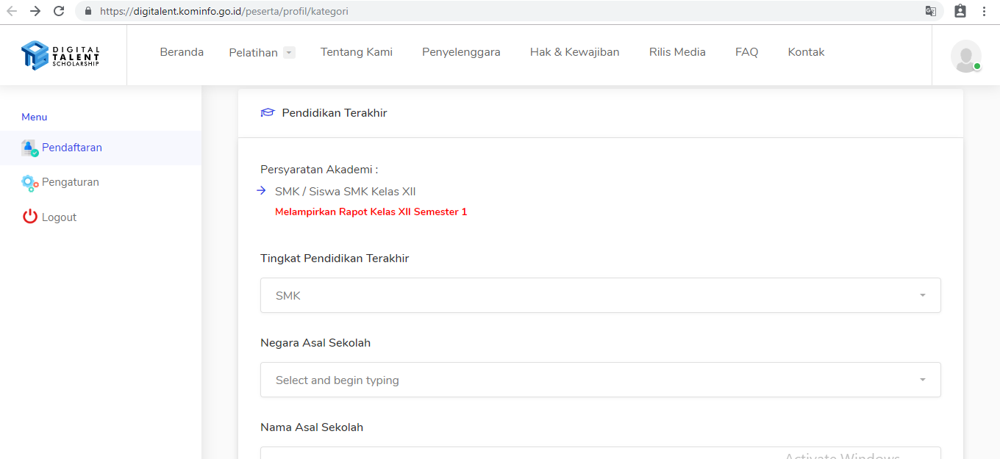 https://digitalent.kominfo.go.id/peserta/profil/kategori
DIGITAL
TALENT
SCHOLARSHIP
Beranda
Pelatihan
Tentang Kami
Penyelenggara
Hak & Kewajiban
Rilis Media
FAQ
Kontak
Menu
Pendaftaran
Pengaturan
Logout
Pendidikan Terakhir
Persyaratan Akademi :
SMK / Siswa SMK Kelas XII
Melampirkan Rapot Kelas XII Semester 1
Tingkat Pendidikan Terakhir
SMK
Negara Asal Sekolah
Select and begin typing
Nama Asal Sekolah
Activate Windows